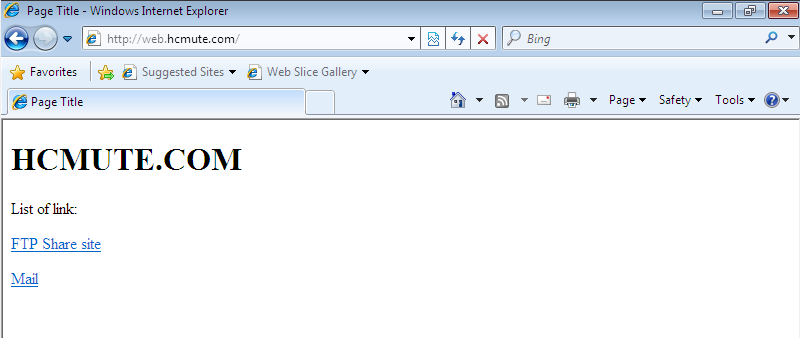 Page Title - Windows Internet Explorer
http://web.hcmute.com/
Bing
Favorites Suggested Sites Web Slice Gallery
Page Title Page Safety Tools
HCMUTE.COM
List of link:
FTP Share site
Mail